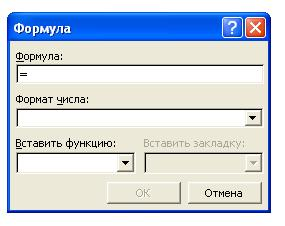 Формула
Формула:
=
Формат числа:
Вставить функцию: Вставить закладку:
ОК Отмена